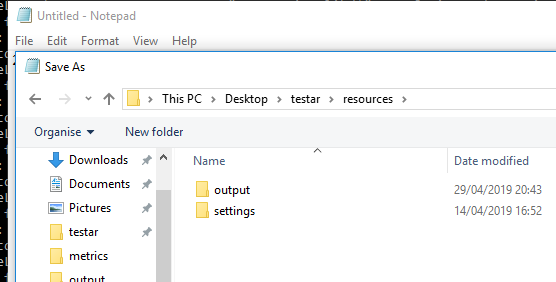 Untitled - Notepad
File Edit Format View Help
Save As
This PC > Desktop > testar > resources >
Organise New folder
Name Date modified
Downloads
Documents
Pictures
testar
metrics
output
output 29/04/2019 20:43
settings 14/04/2019 16:52